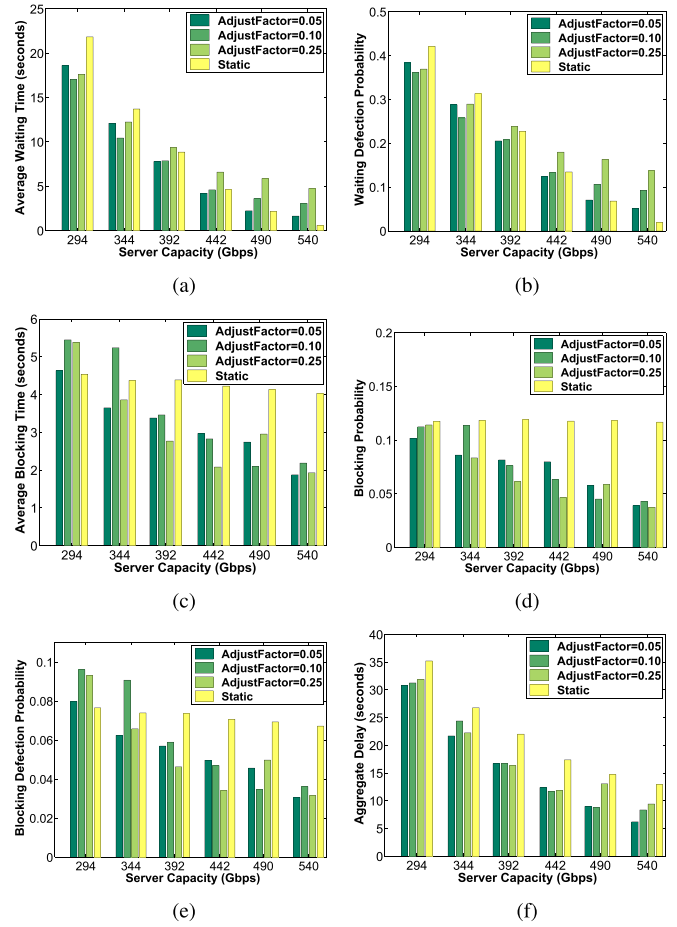 25
20
15
10
5
0
Average Waiting Time (seconds)
AdjustFactor=0.05
AdjustFactor=0.10
AdjustFactor=0.25
Static
294 344 392 442 490 540
Server Capacity (Gbps)
(a)
0.5
0.4
0.3
0.2
0.1
0
Waiting Defection Probability
AdjustFactor=0.05
AdjustFactor=0.10
AdjustFactor=0.25
Static
294 344 392 442 490 540
Server Capacity (Gbps)
(b)
6
5
4
3
2
1
0
Average Blocking Time (seconds)
AdjustFactor=0.05
AdjustFactor=0.10
AdjustFactor=0.25
Static
294 344 392 442 490 540
Server Capacity (Gbps)
(c)
0.2
0.15
0.1
0.05
0
Blocking Probability
AdjustFactor=0.05
AdjustFactor=0.10
AdjustFactor=0.25
Static
294 344 392 442 490 540
Server Capacity (Gbps)
(d)
0.1
0.08
0.06
0.04
0.02
0
Blocking Defection Probability
AdjustFactor=0.05
AdjustFactor=0.10
AdjustFactor=0.25
Static
294 344 392 442 490 540
Server Capacity (Gbps)
(e)
40
35
30
25
20
15
10
5
0
Aggregate Delay (seconds)
AdjustFactor=0.05
AdjustFactor=0.10
AdjustFactor=0.25
Static
294 344 392 442 490 540
Server Capacity (Gbps)
(f)